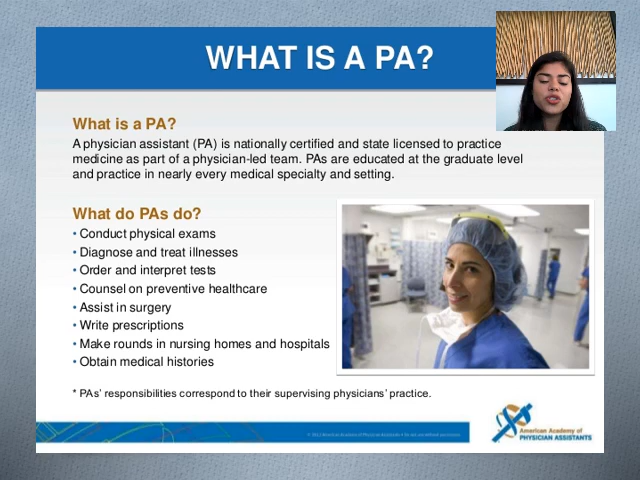 WHAT IS A PA?
What is a PA?
A physician assistant (PA) is nationally certified and state licensed to practice
medicine as part of a physician-led team. PAs are educated at the graduate level
and practice in nearly every medical specialty and setting.
What do PAs do?
• Conduct physical exams
• Diagnose and treat illnesses
• Order and interpret tests
• Counsel on preventive healthcare
• Assist in surgery
• Write prescriptions
• Make rounds in nursing homes and hospitals
• Obtain medical histories
* PAs' responsibilities correspond to their supervising physicians' practice.
American Academy of
PHYSICIAN ASSISTANTS